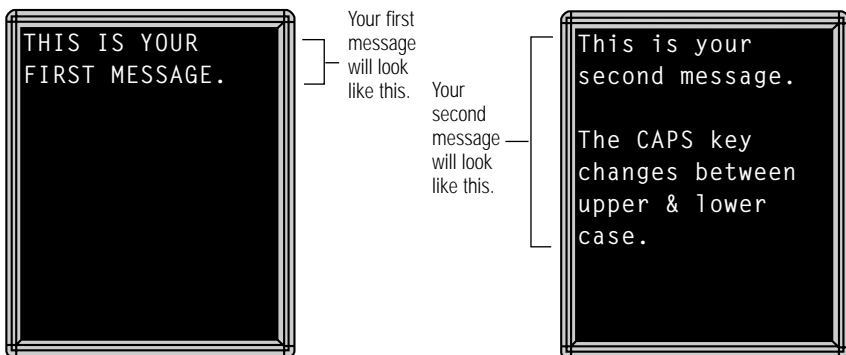 THIS IS YOUR
FIRST MESSAGE.
Your first
message
will look
like this.
Your
second
message
will look
like this.
This is your
second message.
The CAPS key
changes between
upper & lower
case.